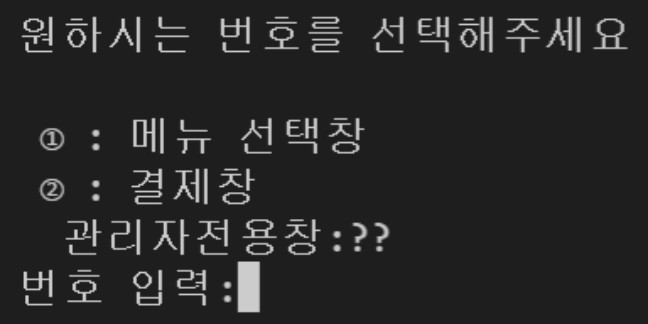 원하시는 번호를 선택해주세요
① : 메뉴 선택창
② : 결제창
관리자전용창:??
번호 입력: